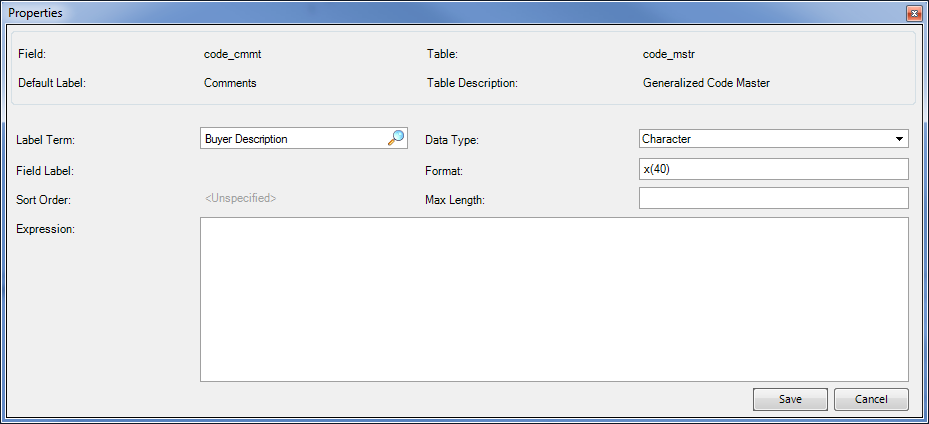 Properties
Field: code_cmmt Table: code_mstr
Default Label: Comments Table Description: Generalized Code Master
Label Term: Buyer Description Data Type: Character
Field Label: Format: x(40)
Sort Order: <Unspecified> Max Length:
Expression:
Save Cancel